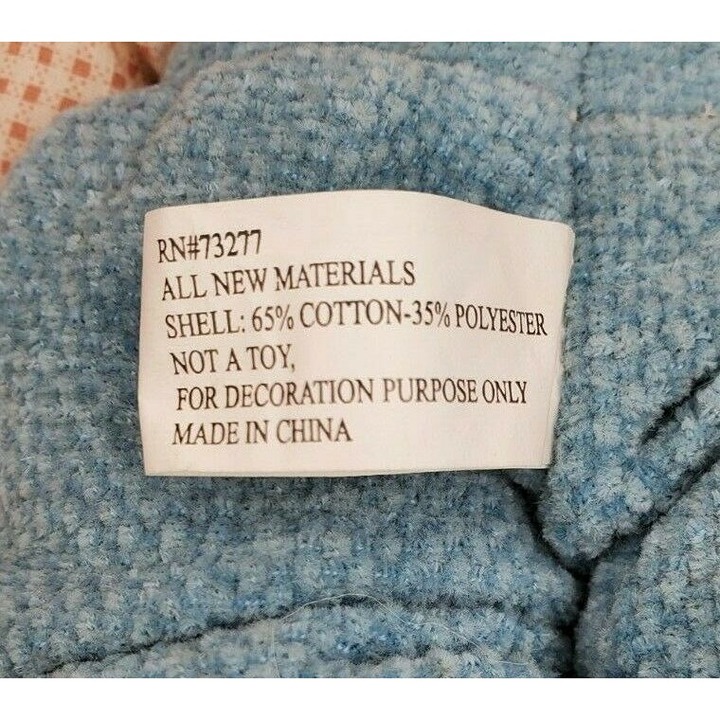 RN#73277
ALL NEW MATERIALS
SHELL: 65% COTTON-35% POLYESTER
NOT A TOY,
FOR DECORATION PURPOSE ONLY
MADE IN CHINA